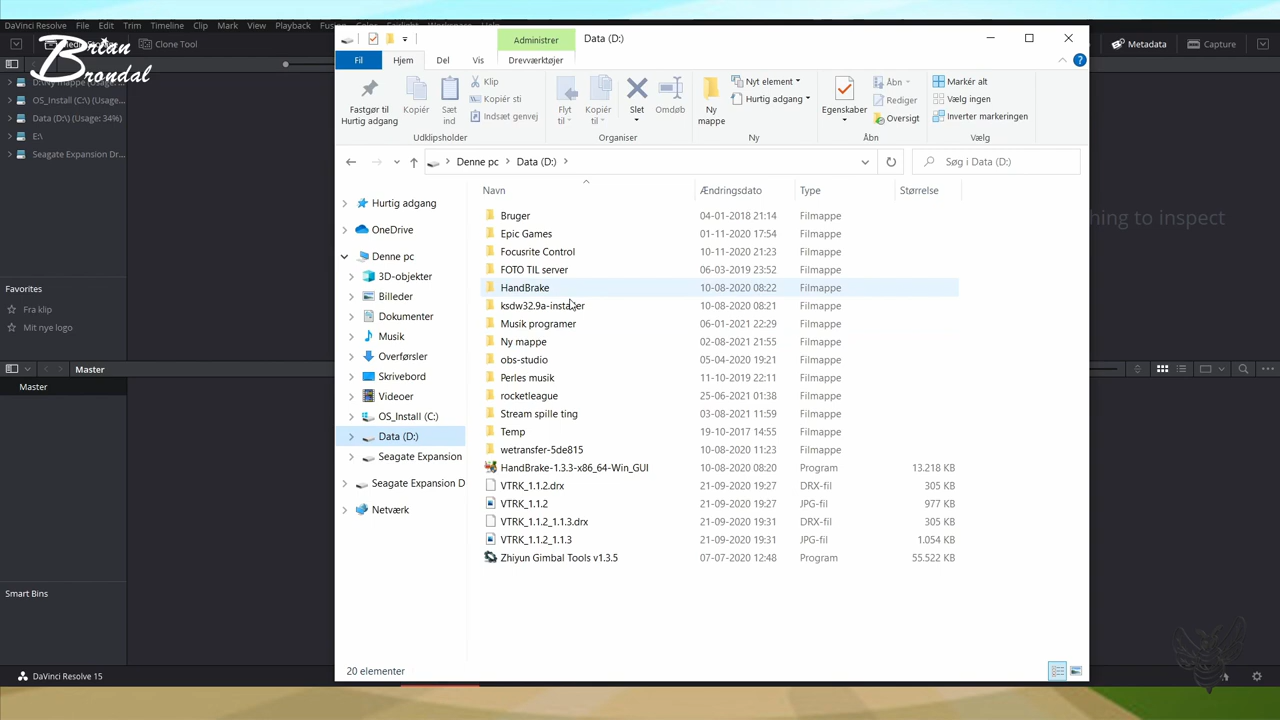 DaVinci Resolve File Edit Trim Timeline Clip Mark View Playback
Brian Brondal
Clone Tool
Metadata
Capture
D:\Ny mappe
OS_Install (C:\) (Usage:
Data (D:\) (Usage: 34%)
E:\
Seagate Expansion Dr...
Favorites
Fra klip
Mit nye logo
Master
Master
Smart Bins
DaVinci Resolve 15
ning to inspect
Administrer
Data (D:)
Fil
Hjem
Del
Vis
Drevværktøjer
Fastgør til
Hurtig adgang
Kopiér
Sæt
ind
Klip
Kopiér sti
Indsæt genvej
Udklipsholder
Flyt
til
Kopiér
til
Slet
Omdøb
Organiser
Ny
mappe
Nyt element
Hurtig adgang
Ny
Egenskaber
Åbn
Rediger
Oversigt
Åbn
Markér alt
Vælg ingen
Inverter markeringen
Vælg
Denne pc
Data (D:)
Søg i Data (D:)
Hurtig adgang
OneDrive
Denne pc
3D-objekter
Billeder
Dokumenter
Musik
Overførsler
Skrivebord
Videoer
OS_Install (C:)
Data (D:)
Seagate Expansion
Seagate Expansion D
Netværk
Navn Ændringsdato Type Størrelse
Bruger 04-01-2018 21:14 Filmappe
Epic Games 01-11-2020 17:54 Filmappe
Focusrite Control 10-11-2020 21:23 Filmappe
FOTO TIL server 06-03-2019 23:52 Filmappe
HandBrake 10-08-2020 08:22 Filmappe
ksdw32.9a-installer 10-08-2020 08:21 Filmappe
Musik programer 06-01-2021 22:29 Filmappe
Ny mappe 02-08-2021 21:55 Filmappe
obs-studio 05-04-2020 19:21 Filmappe
Perles musik 11-10-2019 22:11 Filmappe
rocketleague 25-06-2021 01:38 Filmappe
Stream spille ting 03-08-2021 11:59 Filmappe
Temp 19-10-2017 14:55 Filmappe
wetransfer-5de815 10-08-2020 11:23 Filmappe
HandBrake-1.3.3-x86_64-Win_GUI 10-08-2020 08:20 Program 13.218 KB
VTRK_1.1.2.drx 21-09-2020 19:27 DRX-fil 305 KB
VTRK_1.1.2 21-09-2020 19:27 JPG-fil 977 KB
VTRK_1.1.2_1.1.3.drx 21-09-2020 19:31 DRX-fil 305 KB
VTRK_1.1.2_1.1.3 21-09-2020 19:31 JPG-fil 1.054 KB
Zhiyun Gimbal Tools v1.3.5 07-07-2020 12:48 Program 55.522 KB
20 elementer